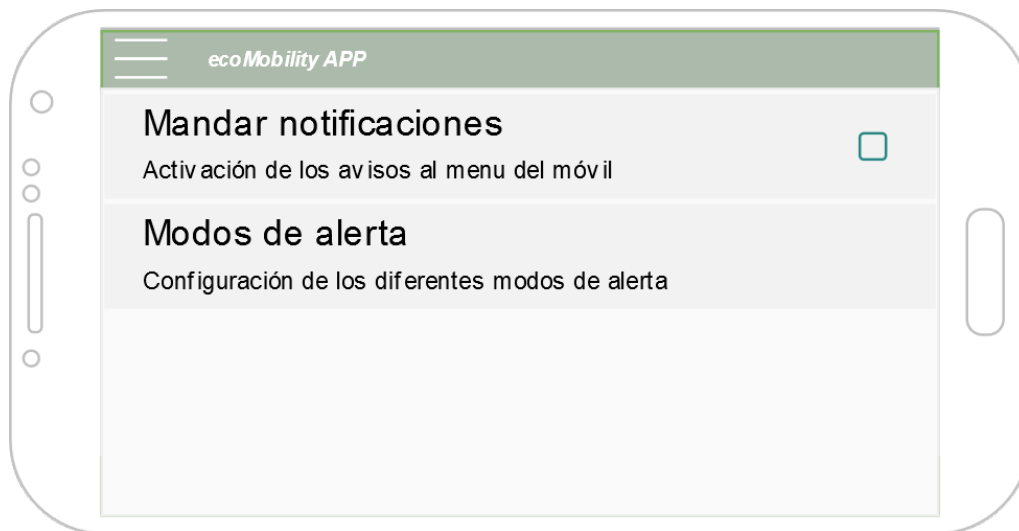 ecoMobility APP
Mandar notificaciones
Activación de los avisos al menu del móvil
Modos de alerta
Configuración de los diferentes modos de alerta